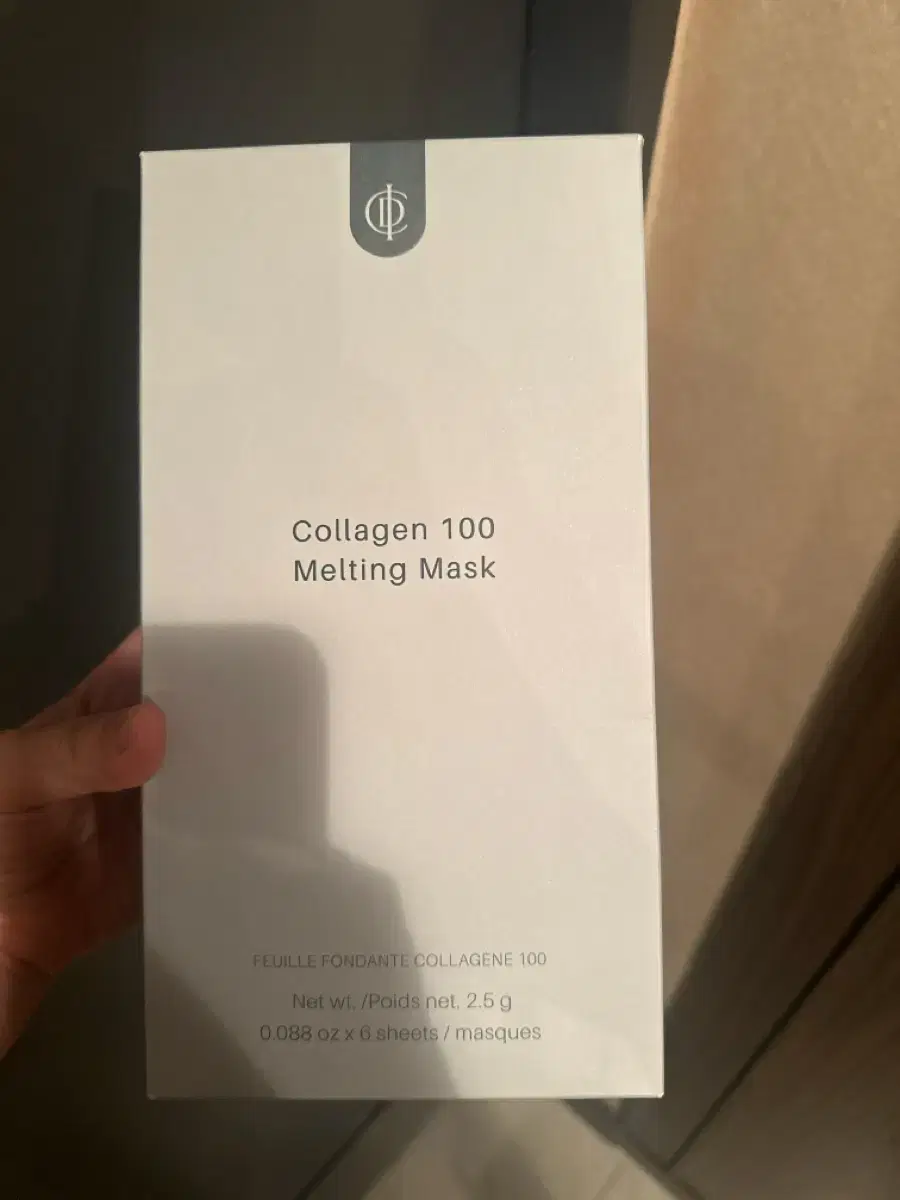 Collagen 100
Melting Mask
FEUILLE FONDANTE COLLAGENE 100
Net wt. /Poids net. 2.5 g
0.088 oz x 6 sheets / masques